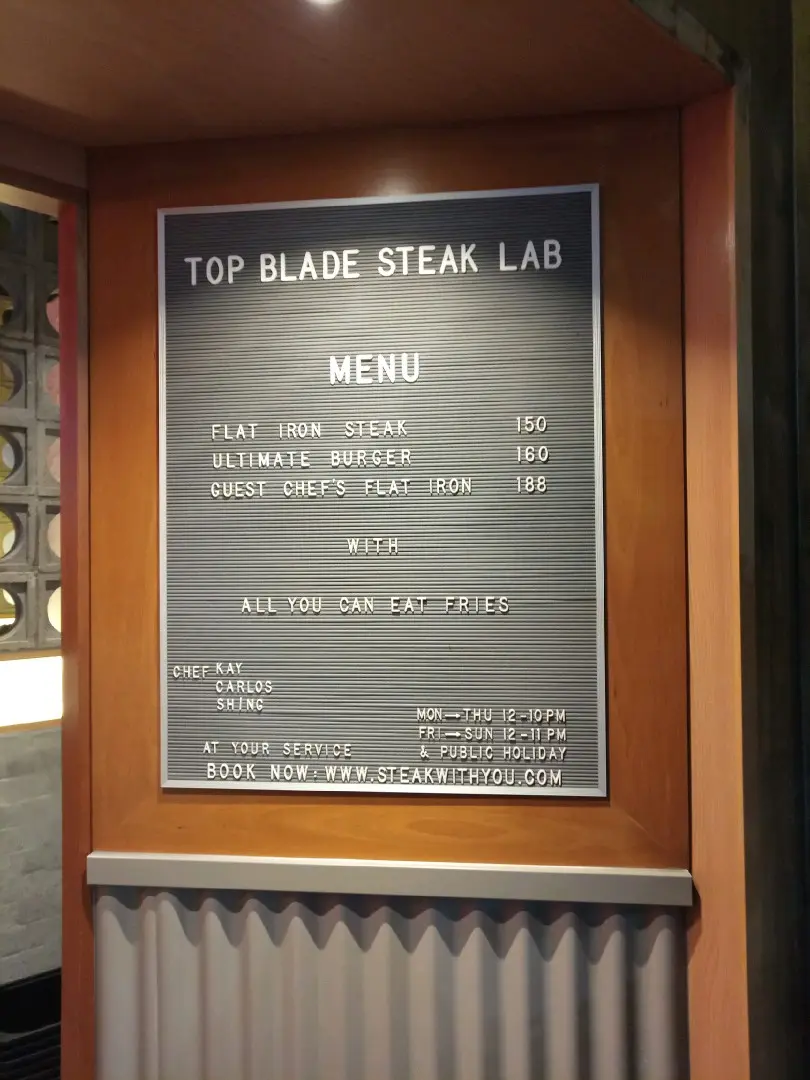 TOP BLADE STEAK LAB
MENU
FLAT IRON STEAK 150
ULTIMATE BURGER 160
GUEST CHEF'S FLAT IRON 188
WITH
ALL YOU CAN EAT FRIES
CHEF KAY
CARLOS
SHING
AT YOUR SERVICE
MON→THU 12-10PM
FRI→SUN 12-11PM
& PUBLIC HOLIDAY
BOOK NOW: WWW.STEAKWITHYOU.COM